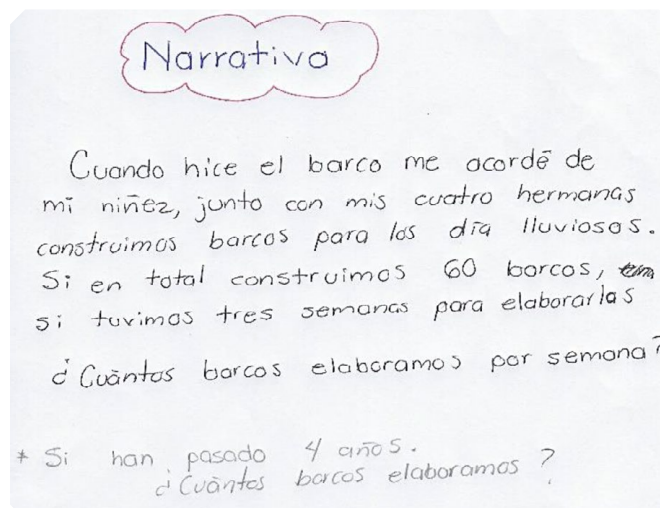 Narrativa
Cuando hice el barco me acordé de
mi niñez, junto con mis cuatro hermanas
construimos barcos para los día lluviosos.
Si en total construimos 60 barcos,
si tuvimos tres semanas para elaborarlas
¿Cuántos barcos elaboramos por semana?
* Si han pasado 4 años.
¿Cuántos barcos elaboramos?